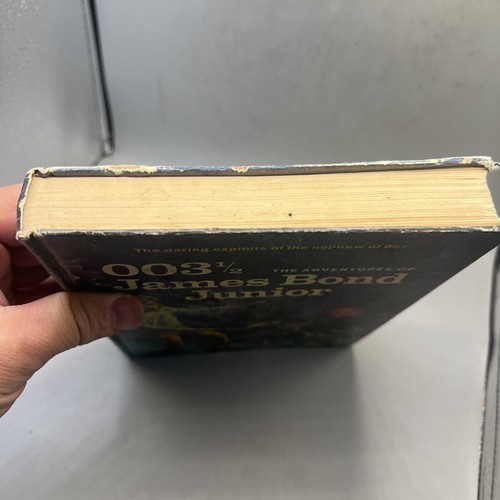 The daring exploits of the nephew of 007
003½ THE ADVENTURES OF
James Bond
Junior